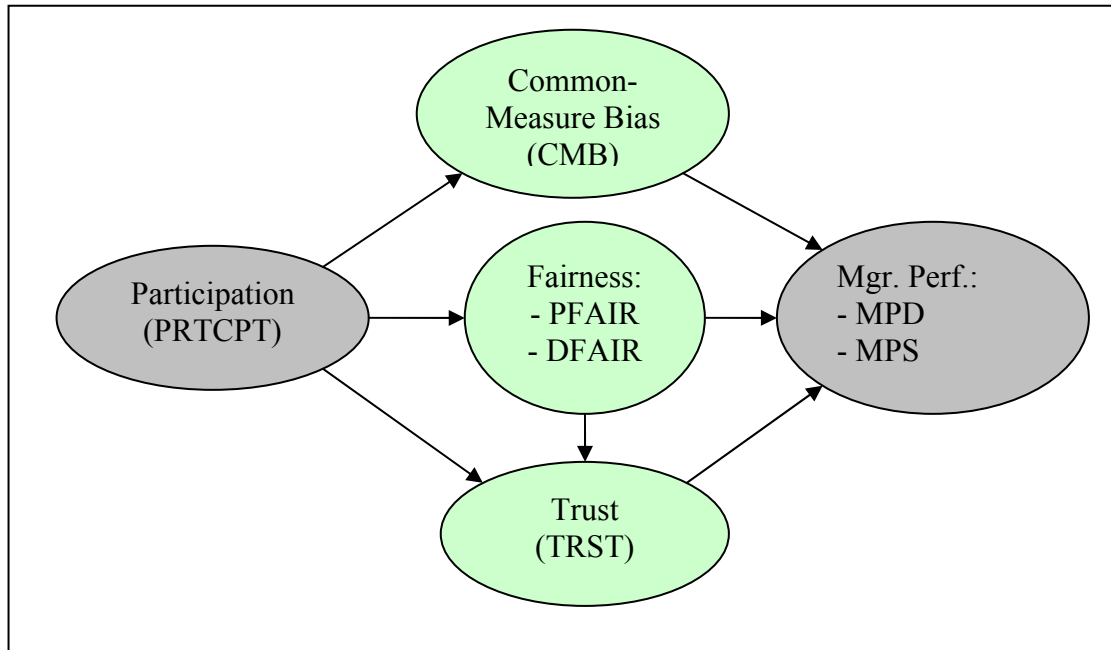 Common-
Measure Bias
(CMB)
Participation
(PRTCPT)
Fairness:
- PFAIR
- DFAIR
Mgr. Perf.:
- MPD
- MPS
Trust
(TRST)